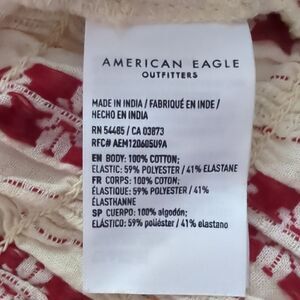 AMERICAN EAGLE
OUTFITTERS
MADE IN INDIA / FABRIQUÉ EN INDE /
HECHO EN INDIA
RN 54485 / CA 03873
RFC# AEM120605U9A
EN BODY: 100% COTTON;
ELASTIC: 59% POLYESTER / 41% ELASTANE
FR CORPS: 100% COTON;
ÉLASTIQUE: 59% POLYESTER / 41%
ÉLASTHANNE
SP CUERPO: 100% algodón;
ELÁSTICO: 59% poliéster / 41% elastano